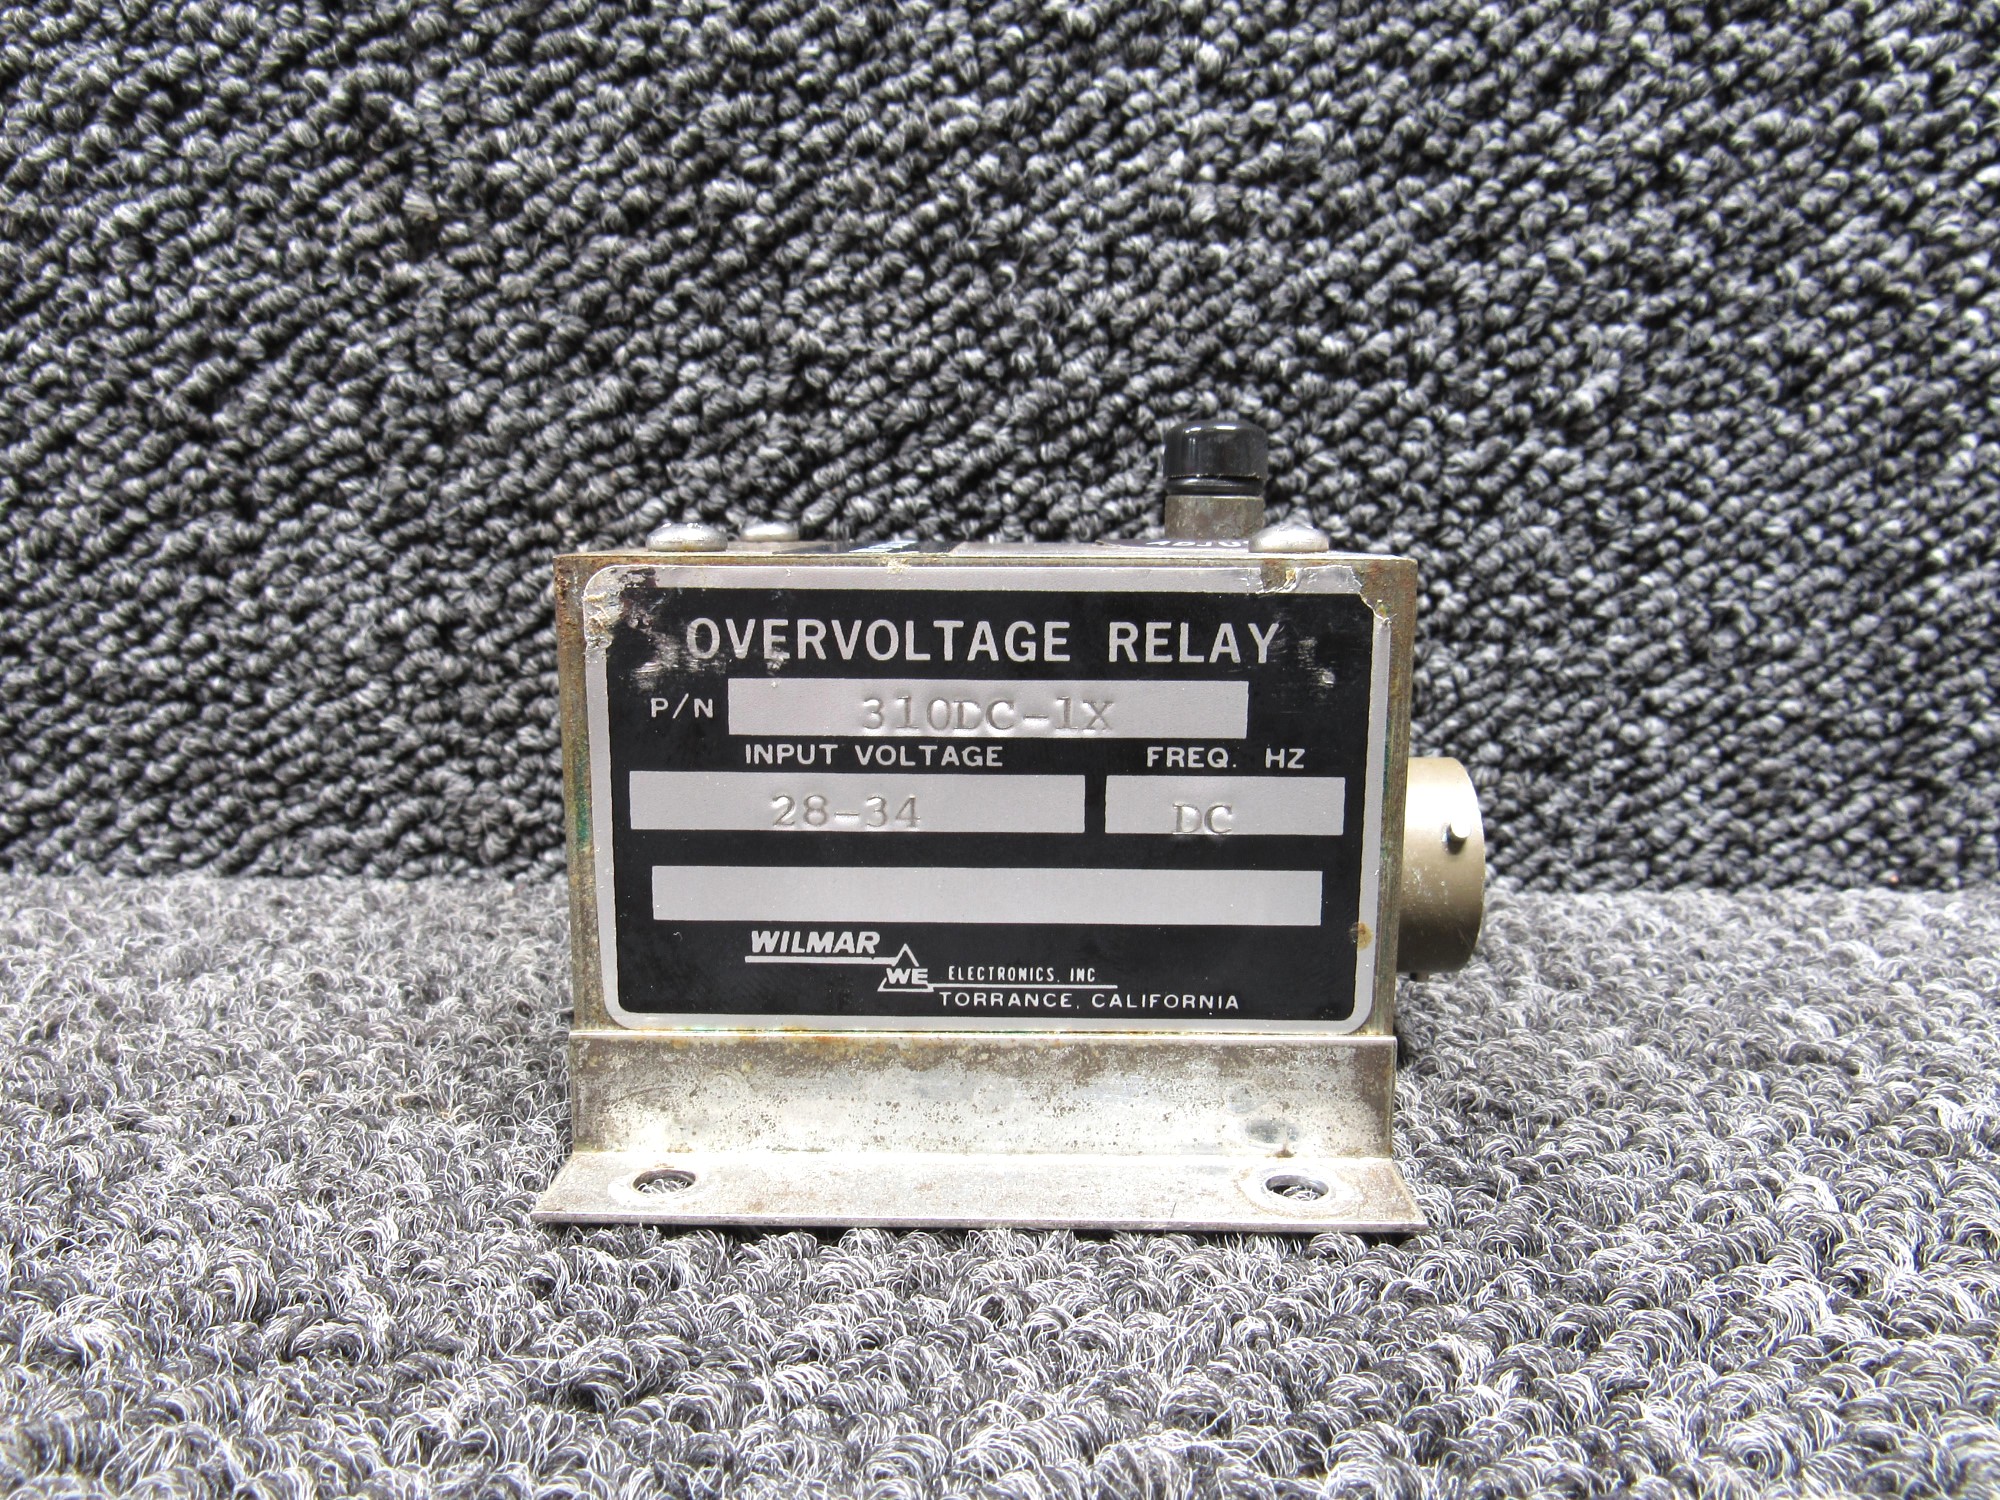 OVERVOLTAGE RELAY
P/N 310DC-1X
INPUT VOLTAGE FREQ. HZ
28-34 DC
WILMAR
WE ELECTRONICS, INC
TORRANCE, CALIFORNIA